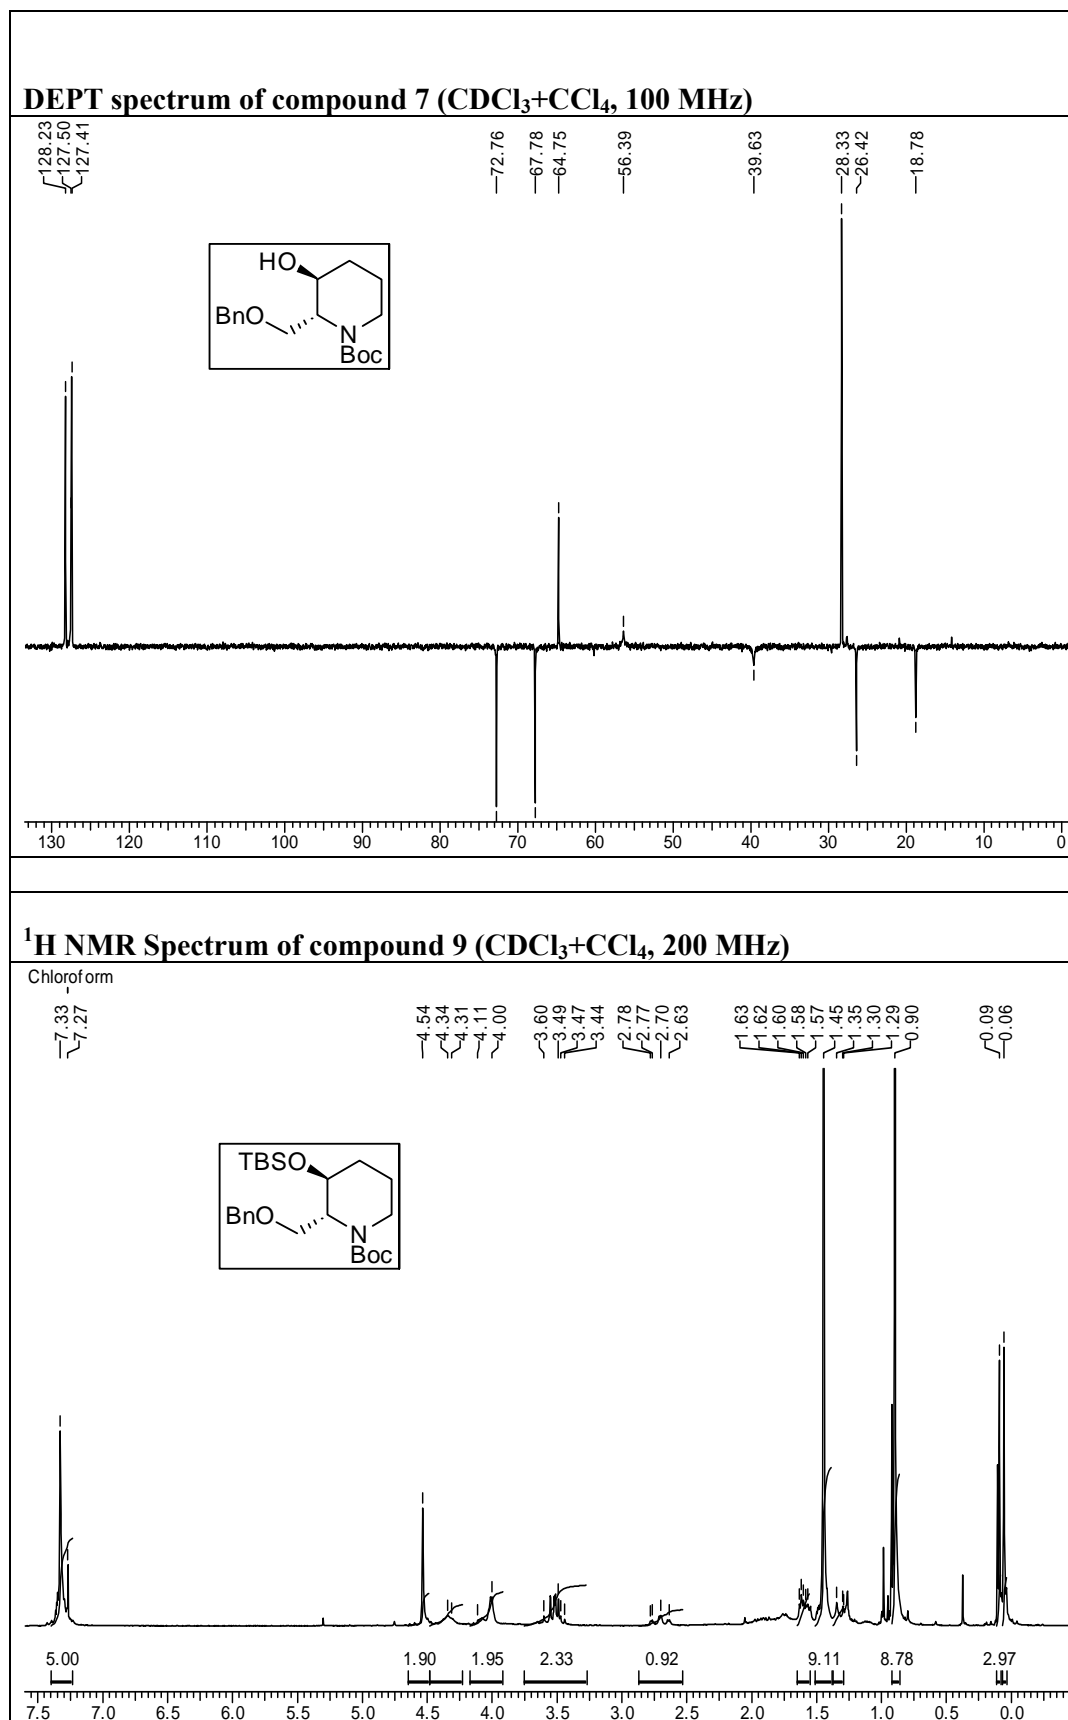 DEPT spectrum of compound 7 (CDCl₃+CCl₄, 100 MHz)
128.23
127.50
127.41
72.76
67.78
64.75
56.39
39.63
28.33
26.42
18.78
HO
BnO
N
Boc
130 120 110 100 90 80 70 60 50 40 30 20 10 0
¹H NMR Spectrum of compound 9 (CDCl₃+CCl₄, 200 MHz)
Chloroform
7.33
7.27
4.54
4.34
4.31
4.11
4.00
3.60
3.49
3.47
3.44
2.78
2.77
2.70
2.63
1.63
1.62
1.60
1.58
1.57
1.45
1.35
1.30
1.29
0.90
0.09
0.06
TBSO
BnO
N
Boc
5.00 1.90 1.95 2.33 0.92 9.11 8.78 2.97
7.5 7.0 6.5 6.0 5.5 5.0 4.5 4.0 3.5 3.0 2.5 2.0 1.5 1.0 0.5 0.0